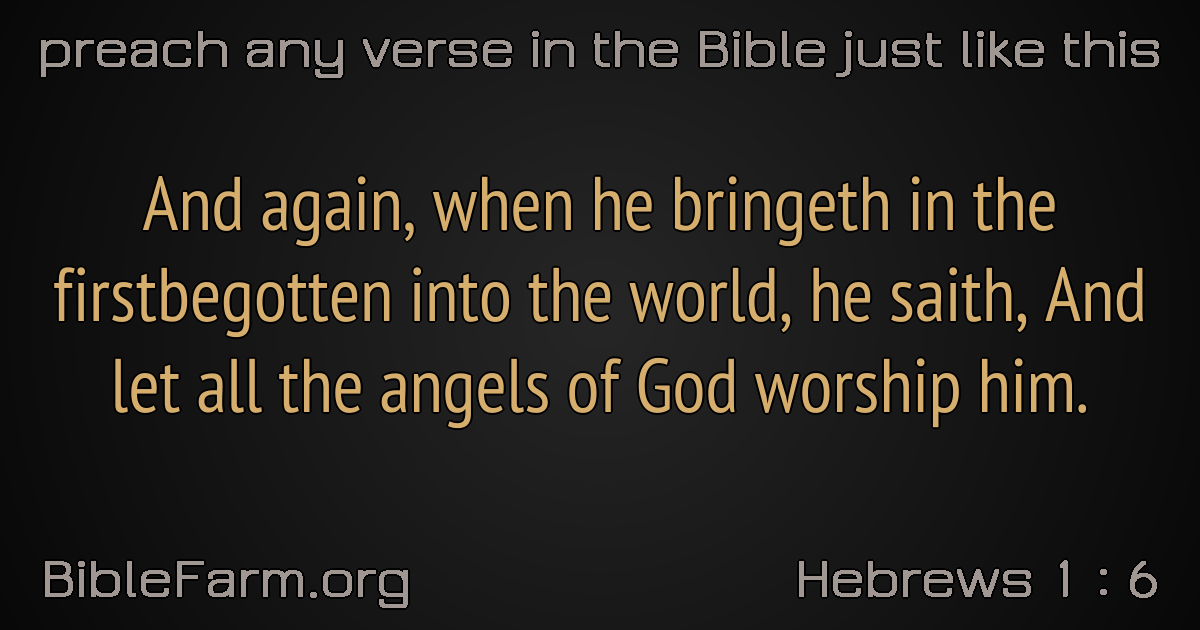 preach any verse in the Bible just like this
And again, when he bringeth in the
firstbegotten into the world, he saith, And
let all the angels of God worship him.
BibleFarm.org
Hebrews 1 : 6